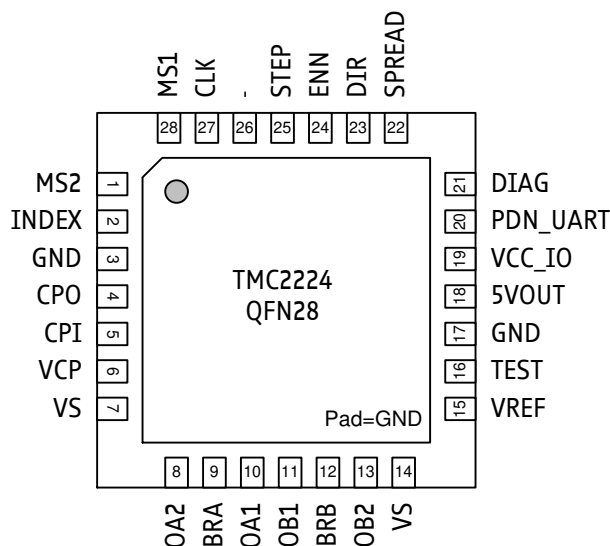 MS1
CLK
-
STEP
ENN
DIR
SPREAD
28
27
26
25
24
23
22
MS2
1
INDEX
2
GND
3
CPO
4
CPI
5
VCP
6
VS
7
TMC2224
QFN28
Pad=GND
21
DIAG
20
PDN_UART
19
VCC_IO
18
5VOUT
17
GND
16
TEST
15
VREF
8
9
10
11
12
13
14
OA2
BRA
OA1
OB1
BRB
OB2
VS